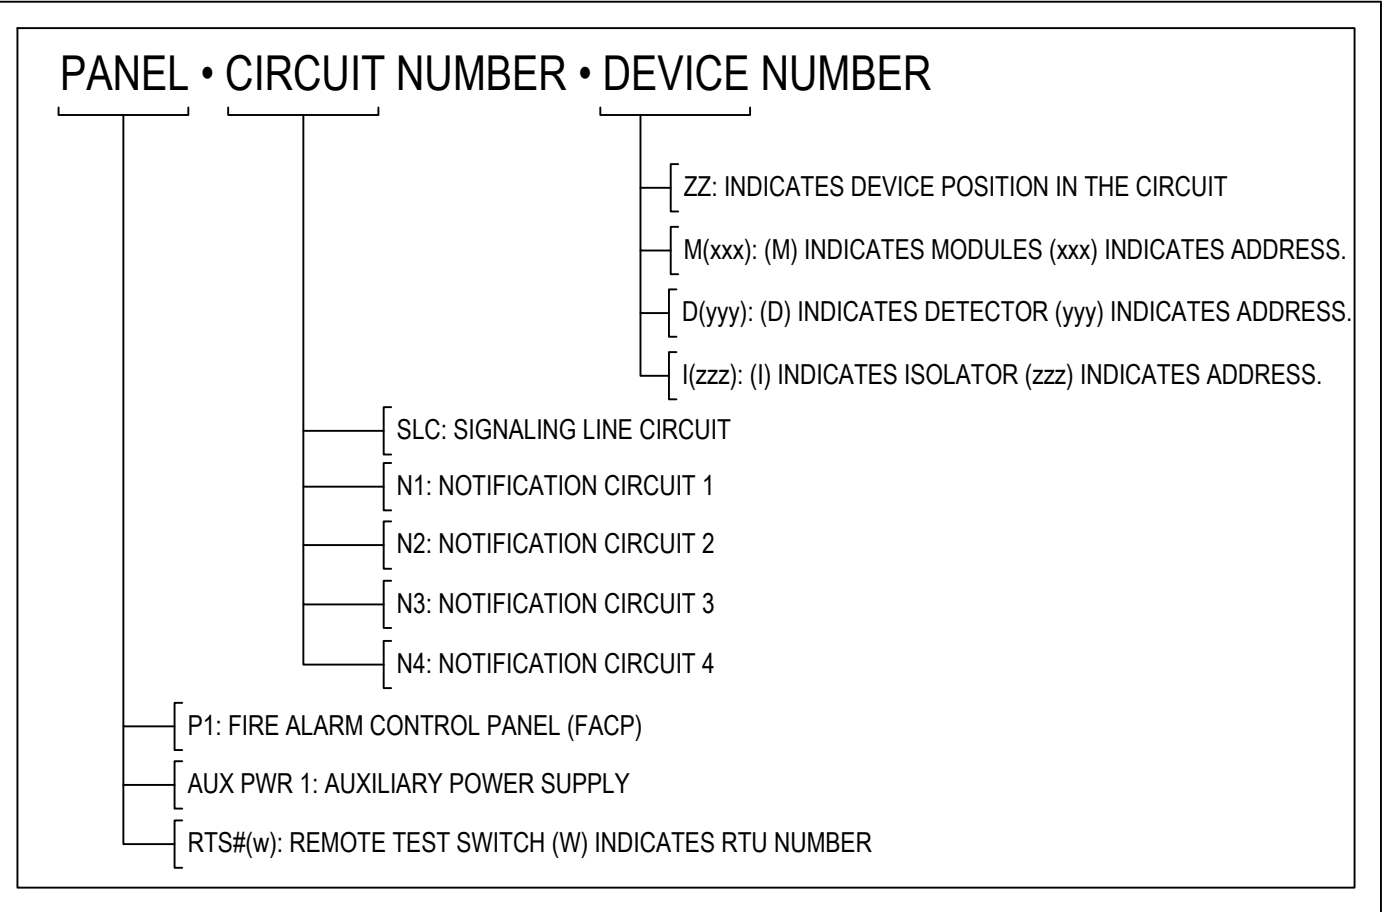 PANEL • CIRCUIT NUMBER • DEVICE NUMBER
ZZ: INDICATES DEVICE POSITION IN THE CIRCUIT
M(xxx): (M) INDICATES MODULES (xxx) INDICATES ADDRESS.
D(yyy): (D) INDICATES DETECTOR (yyy) INDICATES ADDRESS.
I(zzz): (I) INDICATES ISOLATOR (zzz) INDICATES ADDRESS.
SLC: SIGNALING LINE CIRCUIT
N1: NOTIFICATION CIRCUIT 1
N2: NOTIFICATION CIRCUIT 2
N3: NOTIFICATION CIRCUIT 3
N4: NOTIFICATION CIRCUIT 4
P1: FIRE ALARM CONTROL PANEL (FACP)
AUX PWR 1: AUXILIARY POWER SUPPLY
RTS#(w): REMOTE TEST SWITCH (W) INDICATES RTU NUMBER